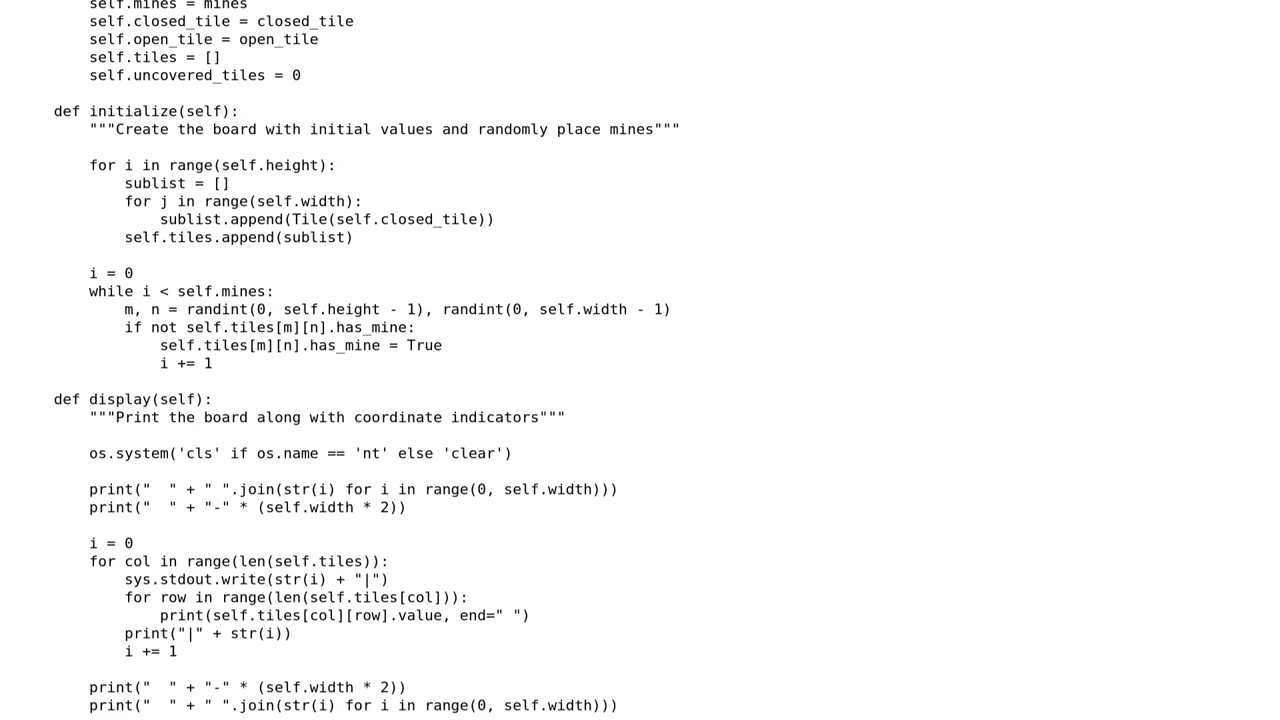 self.mines = mines
        self.closed_tile = closed_tile
        self.open_tile = open_tile
        self.tiles = []
        self.uncovered_tiles = 0

    def initialize(self):
        """Create the board with initial values and randomly place mines"""

        for i in range(self.height):
            sublist = []
            for j in range(self.width):
                sublist.append(Tile(self.closed_tile))
            self.tiles.append(sublist)

        i = 0
        while i < self.mines:
            m, n = randint(0, self.height - 1), randint(0, self.width - 1)
            if not self.tiles[m][n].has_mine:
                self.tiles[m][n].has_mine = True
                i += 1

    def display(self):
        """Print the board along with coordinate indicators"""

        os.system('cls' if os.name == 'nt' else 'clear')

        print("  " + " ".join(str(i) for i in range(0, self.width)))
        print("  " + "-" * (self.width * 2))

        i = 0
        for col in range(len(self.tiles)):
            sys.stdout.write(str(i) + "|")
            for row in range(len(self.tiles[col])):
                print(self.tiles[col][row].value, end=" ")
            print("|" + str(i))
            i += 1

        print("  " + "-" * (self.width * 2))
        print("  " + " ".join(str(i) for i in range(0, self.width)))